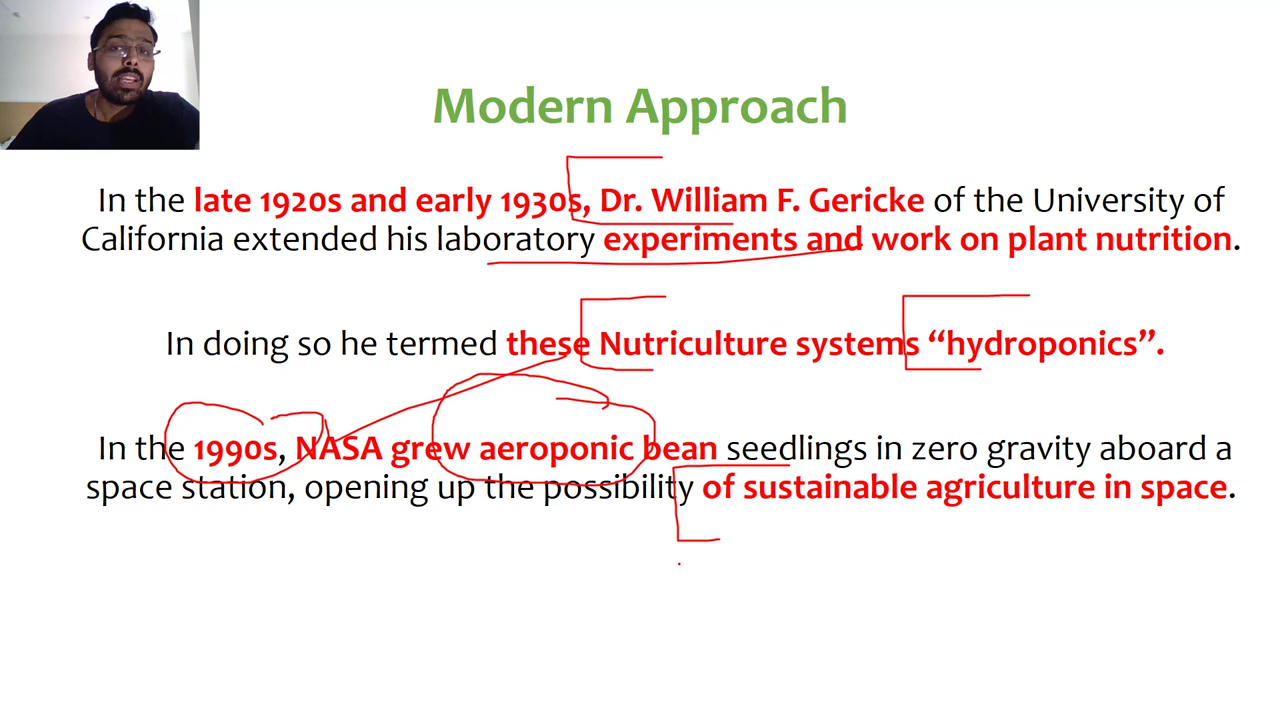 Modern Approach
In the late 1920s and early 1930s, Dr. William F. Gericke of the University of
California extended his laboratory experiments and work on plant nutrition.
In doing so he termed these Nutriculture systems “hydroponics”.
In the 1990s, NASA grew aeroponic bean seedlings in zero gravity aboard a
space station, opening up the possibility of sustainable agriculture in space.